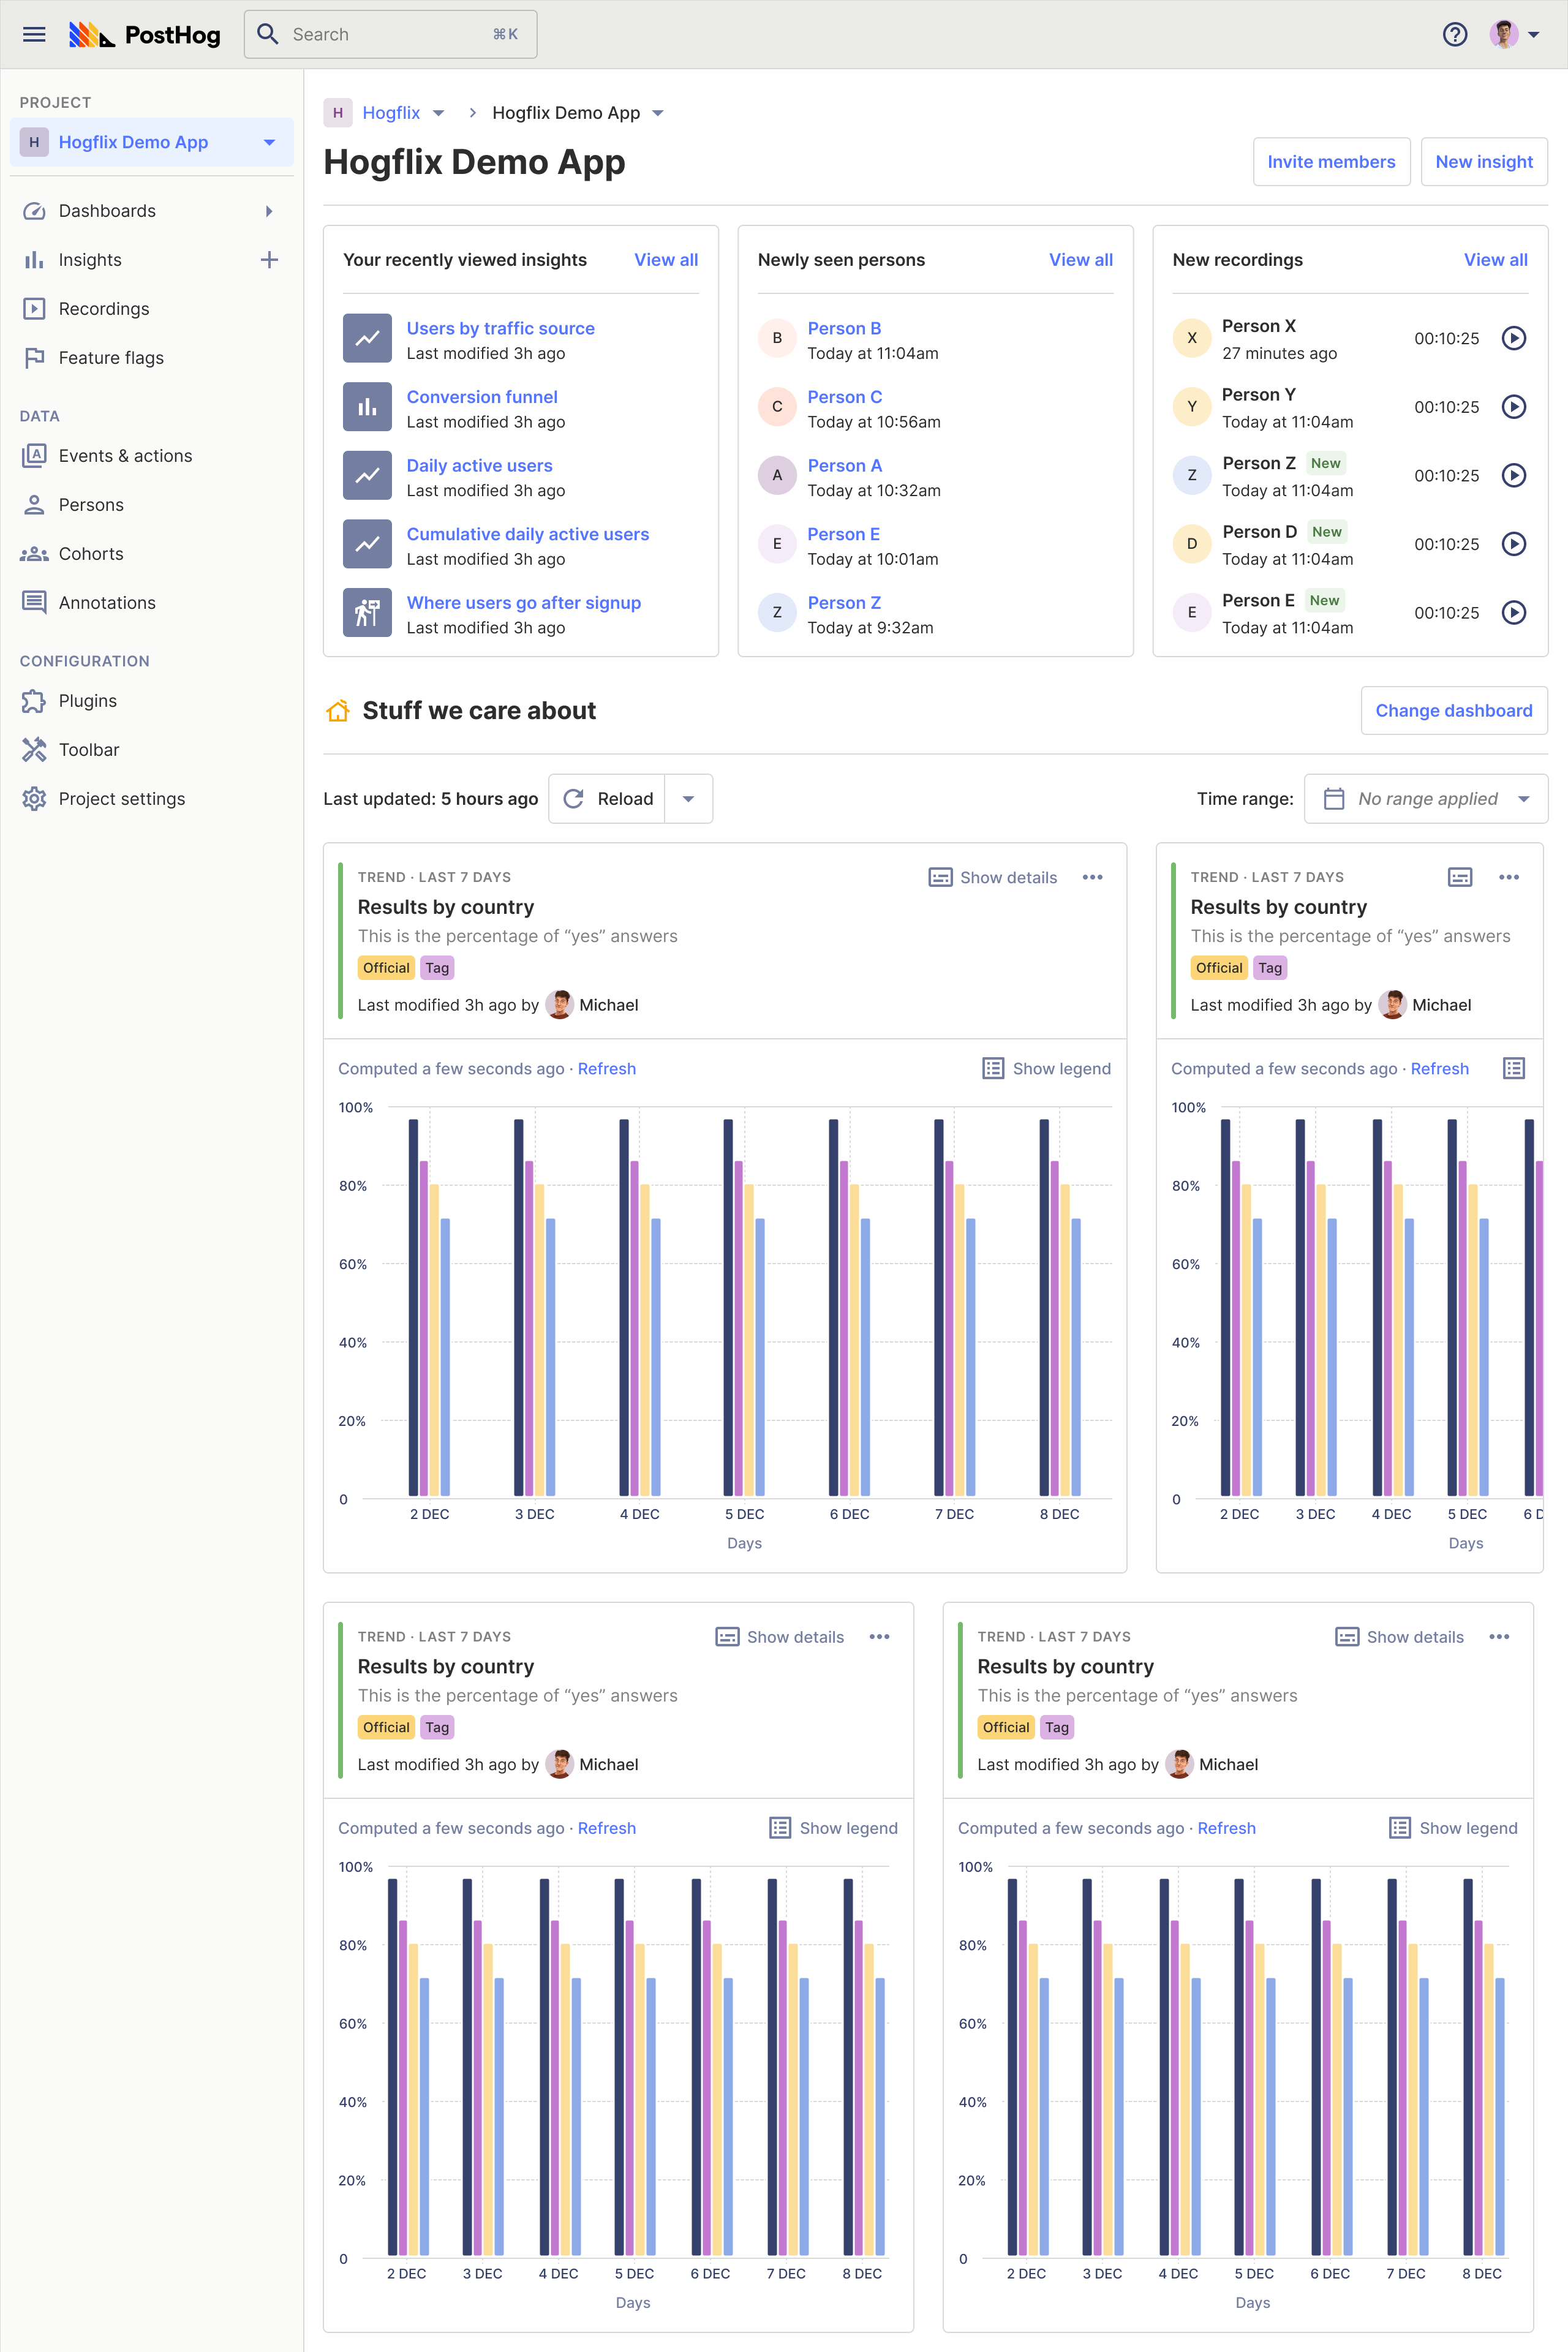 PostHog
Search ⌘K
PROJECT
H Hogflix Demo App
Dashboards
Insights
Recordings
Feature flags
DATA
Events & actions
Persons
Cohorts
Annotations
CONFIGURATION
Plugins
Toolbar
Project settings
H Hogflix > Hogflix Demo App
Hogflix Demo App
Invite members
New insight
Your recently viewed insights View all
Users by traffic source
Last modified 3h ago
Conversion funnel
Last modified 3h ago
Daily active users
Last modified 3h ago
Cumulative daily active users
Last modified 3h ago
Where users go after signup
Last modified 3h ago
Newly seen persons View all
B Person B
Today at 11:04am
C Person C
Today at 10:56am
A Person A
Today at 10:32am
E Person E
Today at 10:01am
Z Person Z
Today at 9:32am
New recordings View all
X Person X 00:10:25
27 minutes ago
Y Person Y 00:10:25
Today at 11:04am
Z Person Z New 00:10:25
Today at 11:04am
D Person D New 00:10:25
Today at 11:04am
E Person E New 00:10:25
Today at 11:04am
Stuff we care about
Change dashboard
Last updated: 5 hours ago Reload
Time range: No range applied
TREND · LAST 7 DAYS Show details
Results by country
This is the percentage of “yes” answers
Official Tag
Last modified 3h ago by Michael
Computed a few seconds ago · Refresh Show legend
100%
80%
60%
40%
20%
0
2 DEC 3 DEC 4 DEC 5 DEC 6 DEC 7 DEC 8 DEC
Days
TREND · LAST 7 DAYS
Results by country
This is the percentage of “yes” answers
Official Tag
Last modified 3h ago by Michael
Computed a few seconds ago · Refresh
100%
80%
60%
40%
20%
0
2 DEC 3 DEC 4 DEC 5 DEC 6 D
Days
TREND · LAST 7 DAYS Show details
Results by country
This is the percentage of “yes” answers
Official Tag
Last modified 3h ago by Michael
Computed a few seconds ago · Refresh Show legend
100%
80%
60%
40%
20%
0
2 DEC 3 DEC 4 DEC 5 DEC 6 DEC 7 DEC 8 DEC
Days
TREND · LAST 7 DAYS Show details
Results by country
This is the percentage of “yes” answers
Official Tag
Last modified 3h ago by Michael
Computed a few seconds ago · Refresh Show legend
100%
80%
60%
40%
20%
0
2 DEC 3 DEC 4 DEC 5 DEC 6 DEC 7 DEC 8 DEC
Days